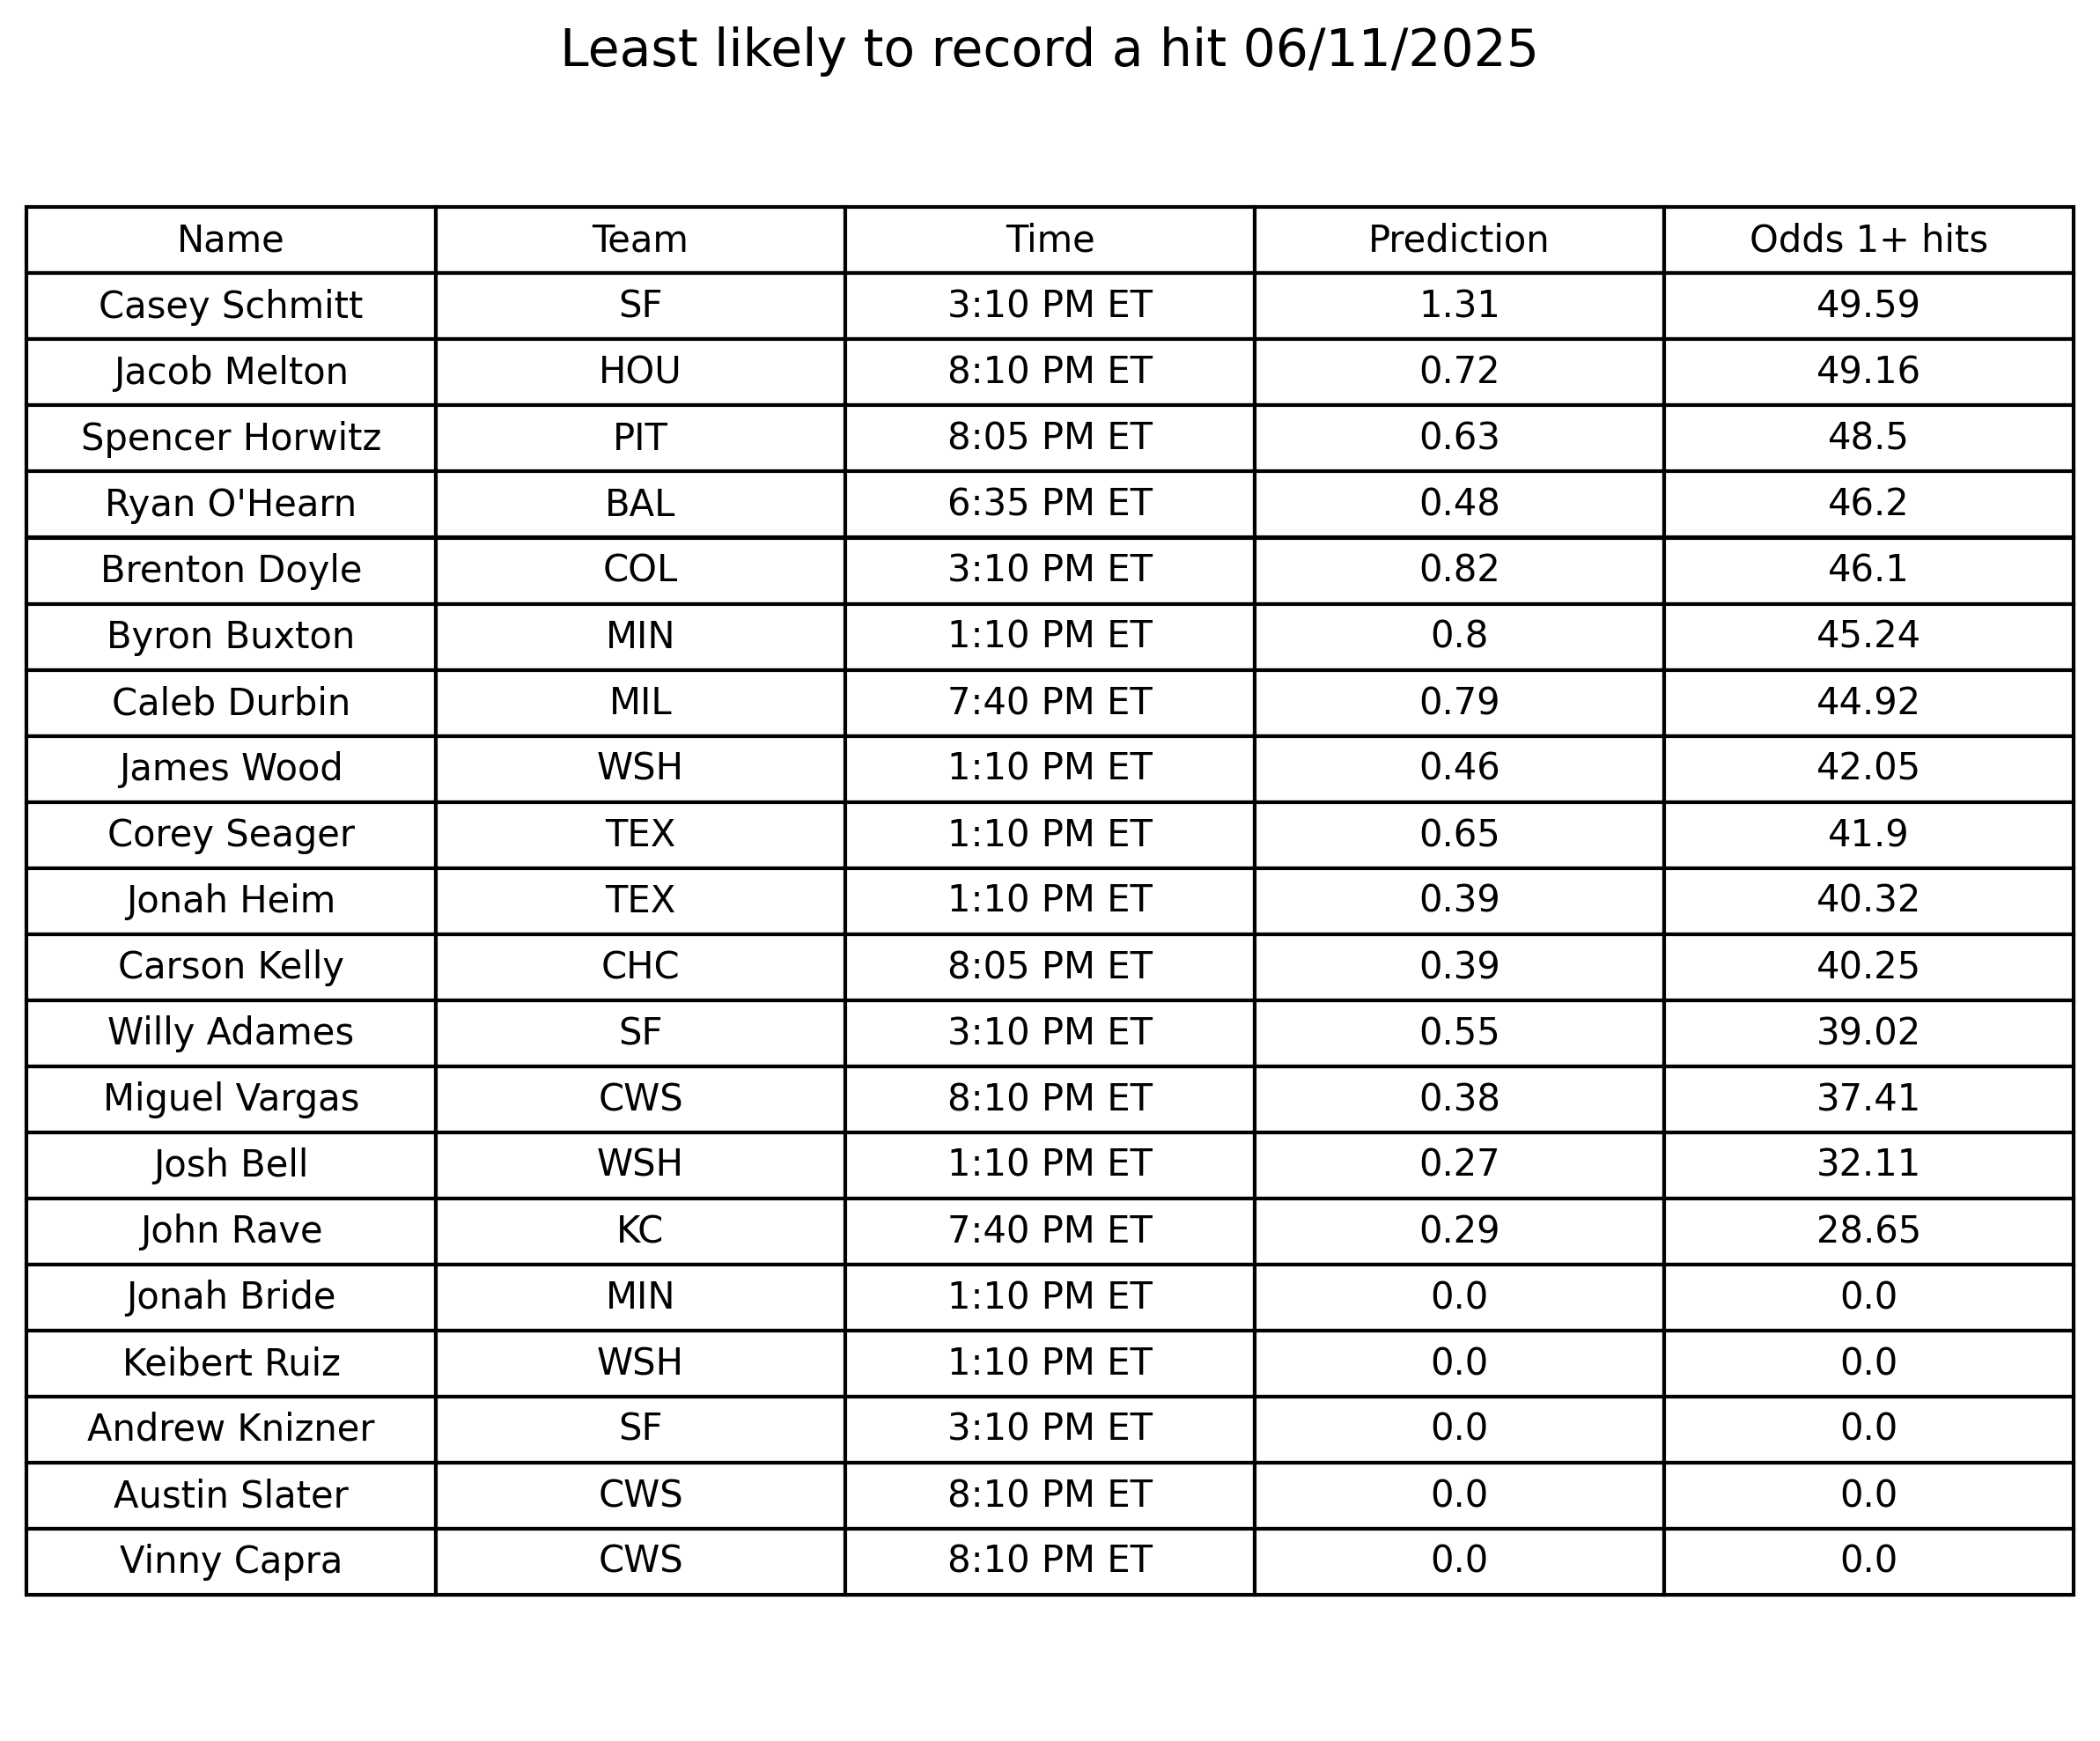 Least likely to record a hit 06/11/2025
Name Team Time Prediction Odds 1+ hits
Casey Schmitt SF 3:10 PM ET 1.31 49.59
Jacob Melton HOU 8:10 PM ET 0.72 49.16
Spencer Horwitz PIT 8:05 PM ET 0.63 48.5
Ryan O'Hearn BAL 6:35 PM ET 0.48 46.2
Brenton Doyle COL 3:10 PM ET 0.82 46.1
Byron Buxton MIN 1:10 PM ET 0.8 45.24
Caleb Durbin MIL 7:40 PM ET 0.79 44.92
James Wood WSH 1:10 PM ET 0.46 42.05
Corey Seager TEX 1:10 PM ET 0.65 41.9
Jonah Heim TEX 1:10 PM ET 0.39 40.32
Carson Kelly CHC 8:05 PM ET 0.39 40.25
Willy Adames SF 3:10 PM ET 0.55 39.02
Miguel Vargas CWS 8:10 PM ET 0.38 37.41
Josh Bell WSH 1:10 PM ET 0.27 32.11
John Rave KC 7:40 PM ET 0.29 28.65
Jonah Bride MIN 1:10 PM ET 0.0 0.0
Keibert Ruiz WSH 1:10 PM ET 0.0 0.0
Andrew Knizner SF 3:10 PM ET 0.0 0.0
Austin Slater CWS 8:10 PM ET 0.0 0.0
Vinny Capra CWS 8:10 PM ET 0.0 0.0